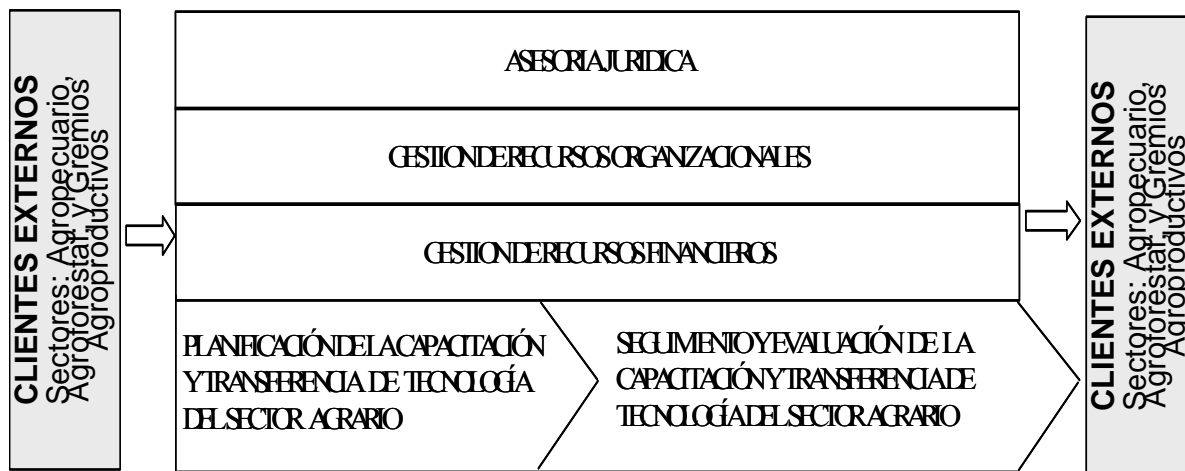 CLIENTES EXTERNOS
Sectores: Agropecuario,
Agroforestal, y Gremios
Agroproductivos
ASESORIA JURIDICA
GESTION DE RECURSOS ORGANIZACIONALES
GESTION DE RECURSOS FINANCIEROS
PLANIFICACIÓN DE LA CAPACITACIÓN
Y TRANSFERENCIA DE TECNOLOGÍA
DEL SECTOR AGRARIO
SEGUIMIENTO Y EVALUACIÓN DE LA
CAPACITACIÓN Y TRANSFERENCIA DE
TECNOLOGÍA DEL SECTOR AGRARIO
CLIENTES EXTERNOS
Sectores: Agropecuario,
Agroforestal, y Gremios
Agroproductivos